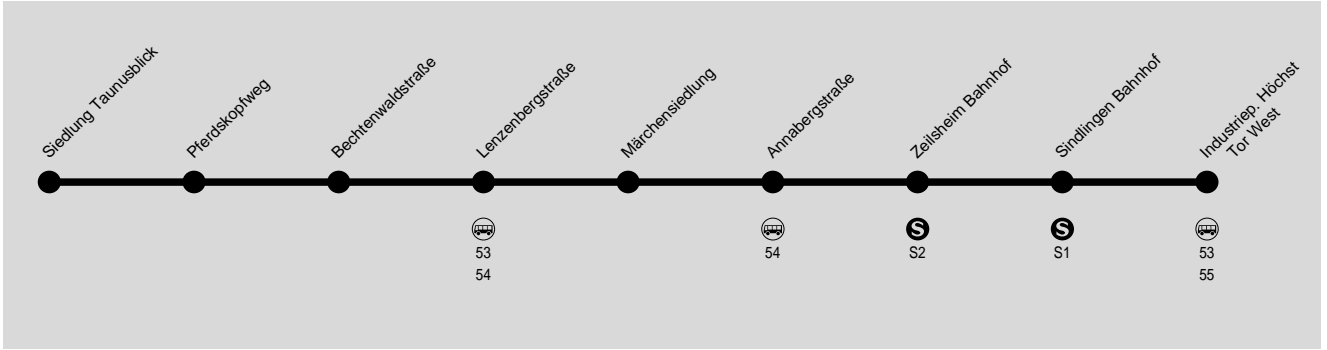 Siedlung Taunusblick
Pferdskopfweg
Bechtenwaldstraße
Lenzenbergstraße
Märchensiedlung
Annabergstraße
Zeilsheim Bahnhof
Sindlingen Bahnhof
Industriep. Höchst
Tor West
S
S
53
54
S2
S1
53
54
55